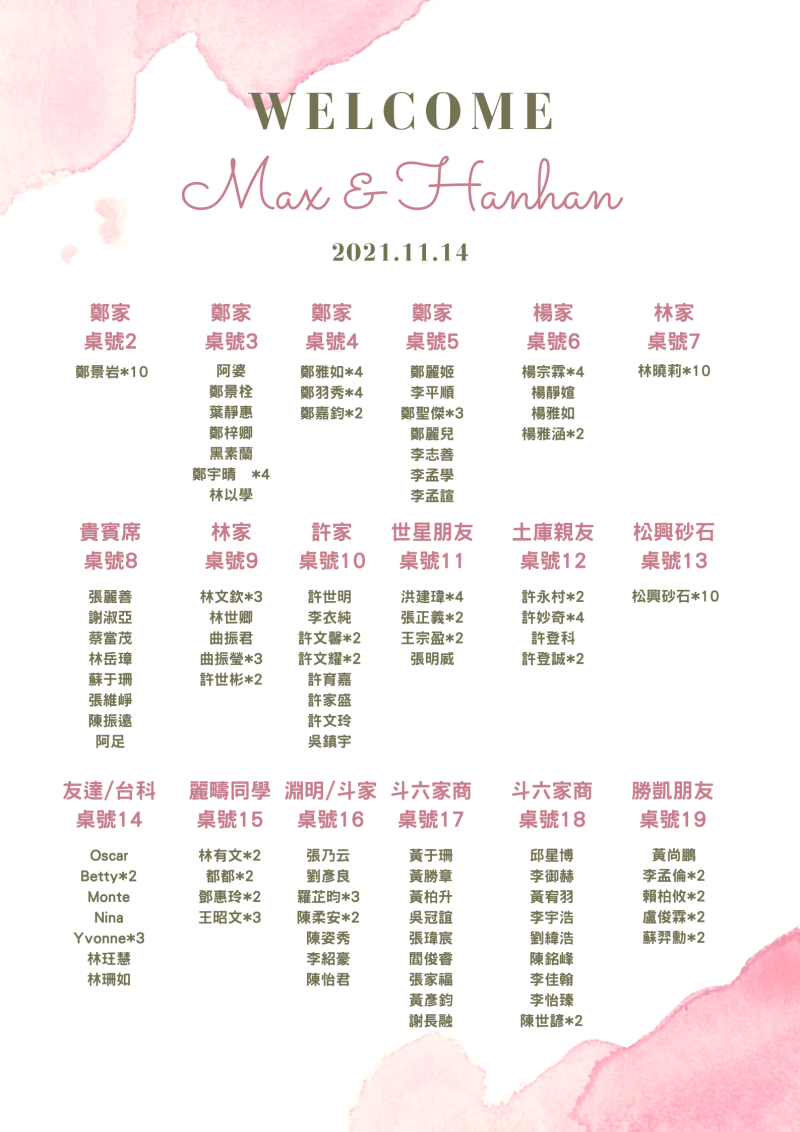 WELCOME
Max & Hanhan
2021.11.14
鄭家
桌號2
鄭景岩*10
鄭家
桌號3
阿婆
鄭景栓
葉靜惠
鄭梓卿
黑素蘭
鄭宇晴 *4
林以學
鄭家
桌號4
鄭雅如*4
鄭羽秀*4
鄭嘉鈞*2
鄭家
桌號5
鄭麗姬
李平順
鄭聖傑*3
鄭麗兒
李志善
李孟學
李孟諠
楊家
桌號6
楊宗霖*4
楊靜媗
楊雅如
楊雅涵*2
林家
桌號7
林曉莉*10
貴賓席
桌號8
張麗善
謝淑亞
蔡當茂
林岳璋
蘇于珊
張維崢
陳振遠
阿足
林家
桌號9
林文欽*3
林世卿
曲振君
曲振瑩*3
許世彬*2
許家
桌號10
許世明
李衣純
許文馨*2
許文耀*2
許育嘉
許家盛
許文玲
吳鎮宇
世星朋友
桌號11
洪建瑋*4
張正義*2
王宗盈*2
張明威
土庫親友
桌號12
許永村*2
許妙奇*4
許登科
許登誠*2
松興砂石
桌號13
松興砂石*10
友達/台科
桌號14
Oscar
Betty*2
Monte
Nina
Yvonne*3
林玨慧
林珊如
麗疇同學
桌號15
林有文*2
都都*2
鄧惠玲*2
王昭文*3
淵明/斗家
桌號16
張乃云
劉彥良
羅芷昀*3
陳柔安*2
陳姿秀
李紹豪
陳怡君
斗六家商
桌號17
黃于珊
黃勝章
黃柏升
吳冠誼
張瑋宸
閻俊睿
張家福
黃彥鈞
謝長融
斗六家商
桌號18
邱星博
李御赫
黃宥羽
李宇浩
劉緯浩
陳銘峰
李佳翰
李怡臻
陳世諺*2
勝凱朋友
桌號19
黃尚鵬
李孟倫*2
賴柏攸*2
盧俊霖*2
蘇羿勳*2